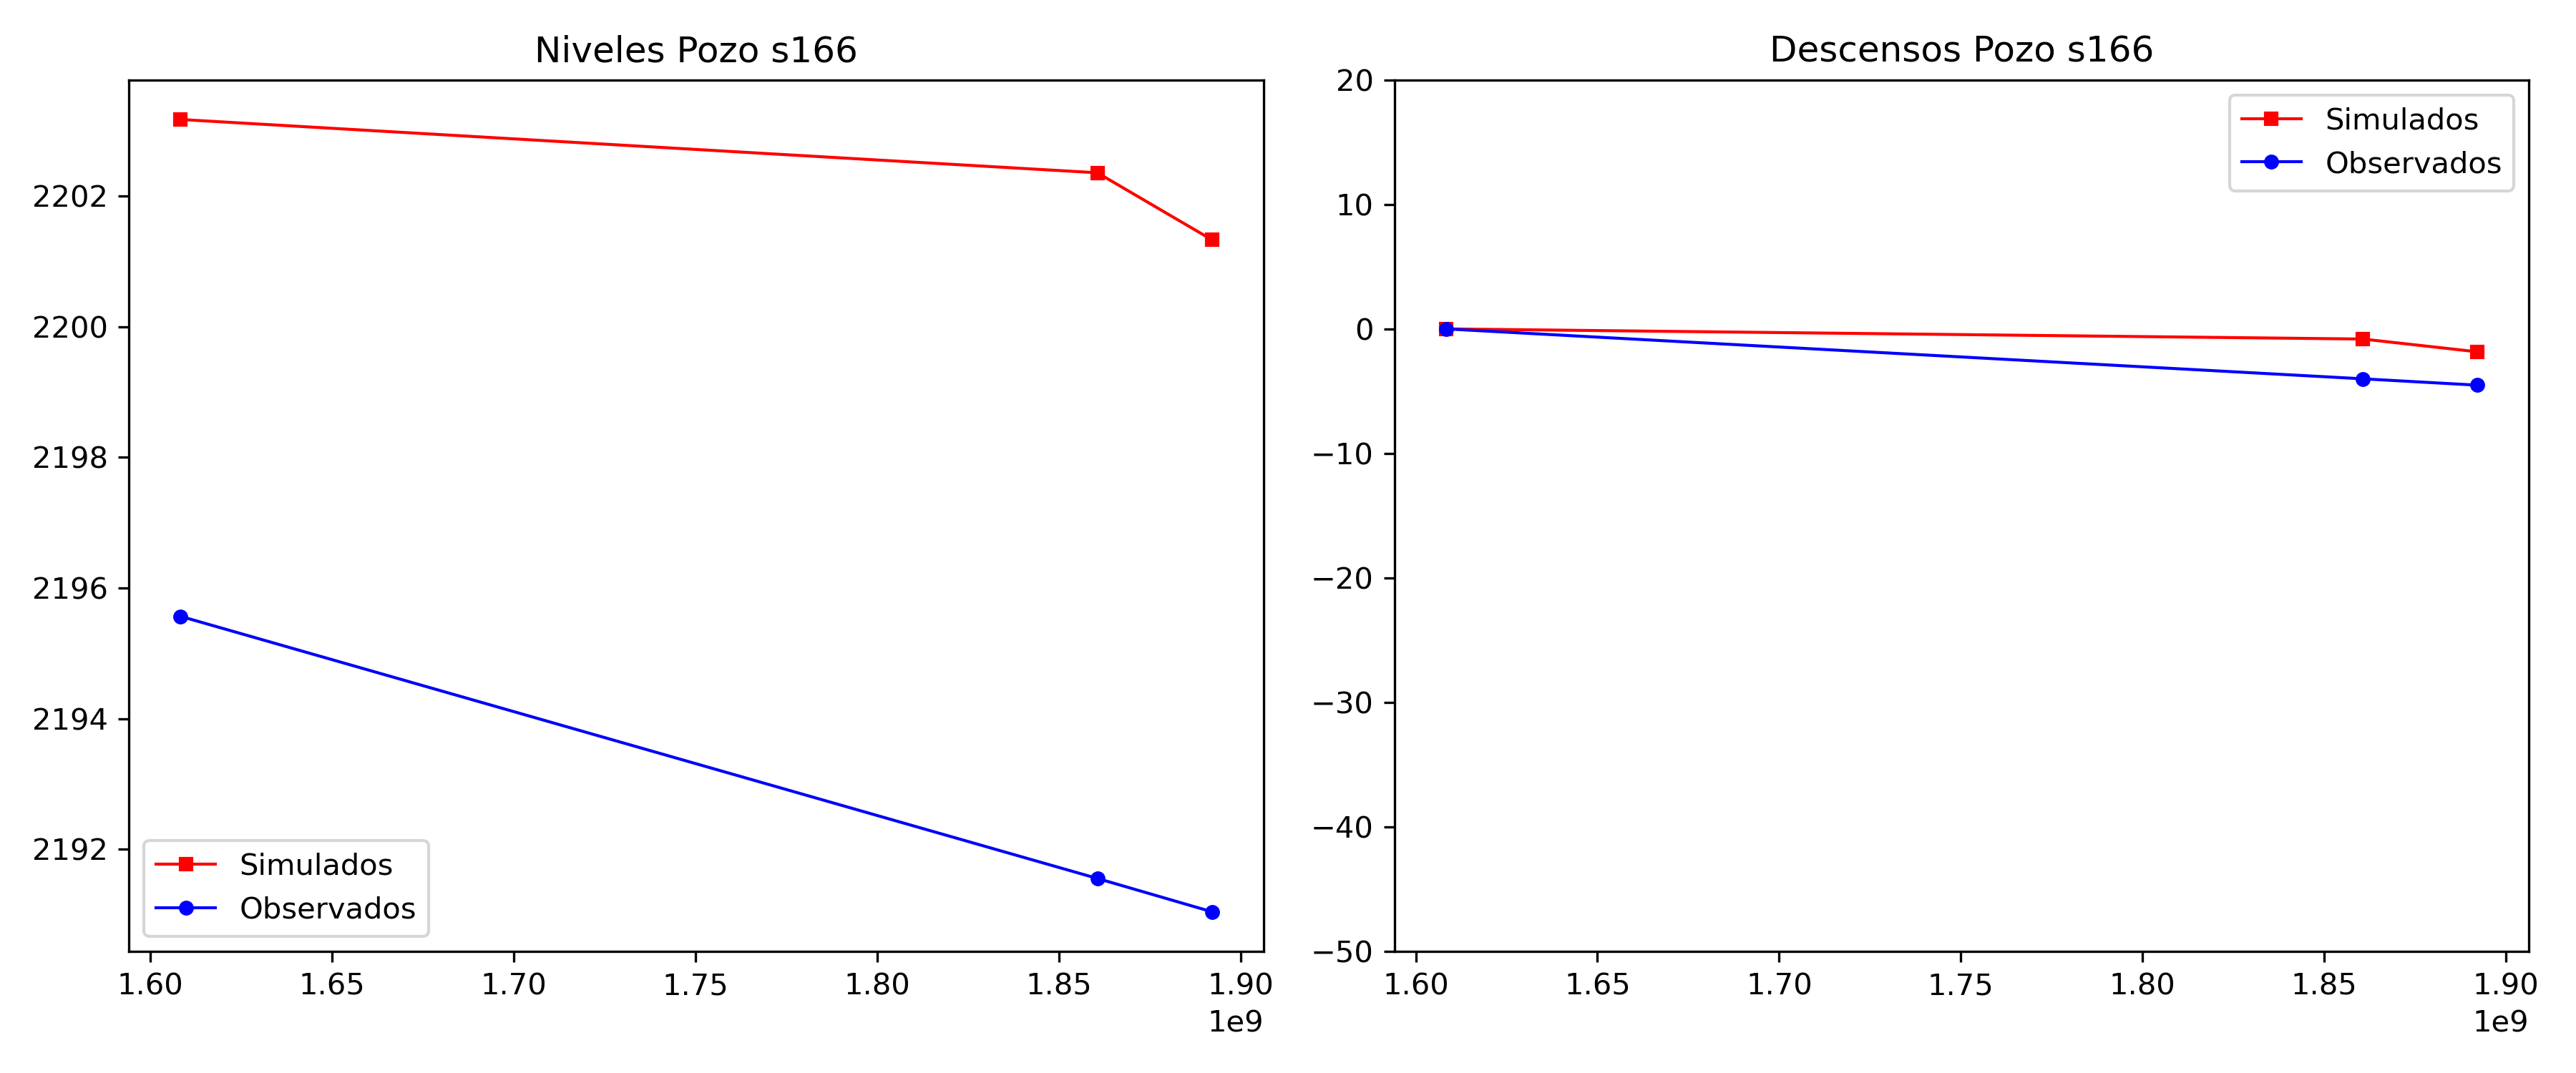 Niveles Pozo s166
2202
2200
2198
2196
2194
2192
Simulados
Observados
1.60 1.65 1.70 1.75 1.80 1.85 1.90
1e9
Descensos Pozo s166
20
10
0
−10
−20
−30
−40
−50
Simulados
Observados
1.60 1.65 1.70 1.75 1.80 1.85 1.90
1e9